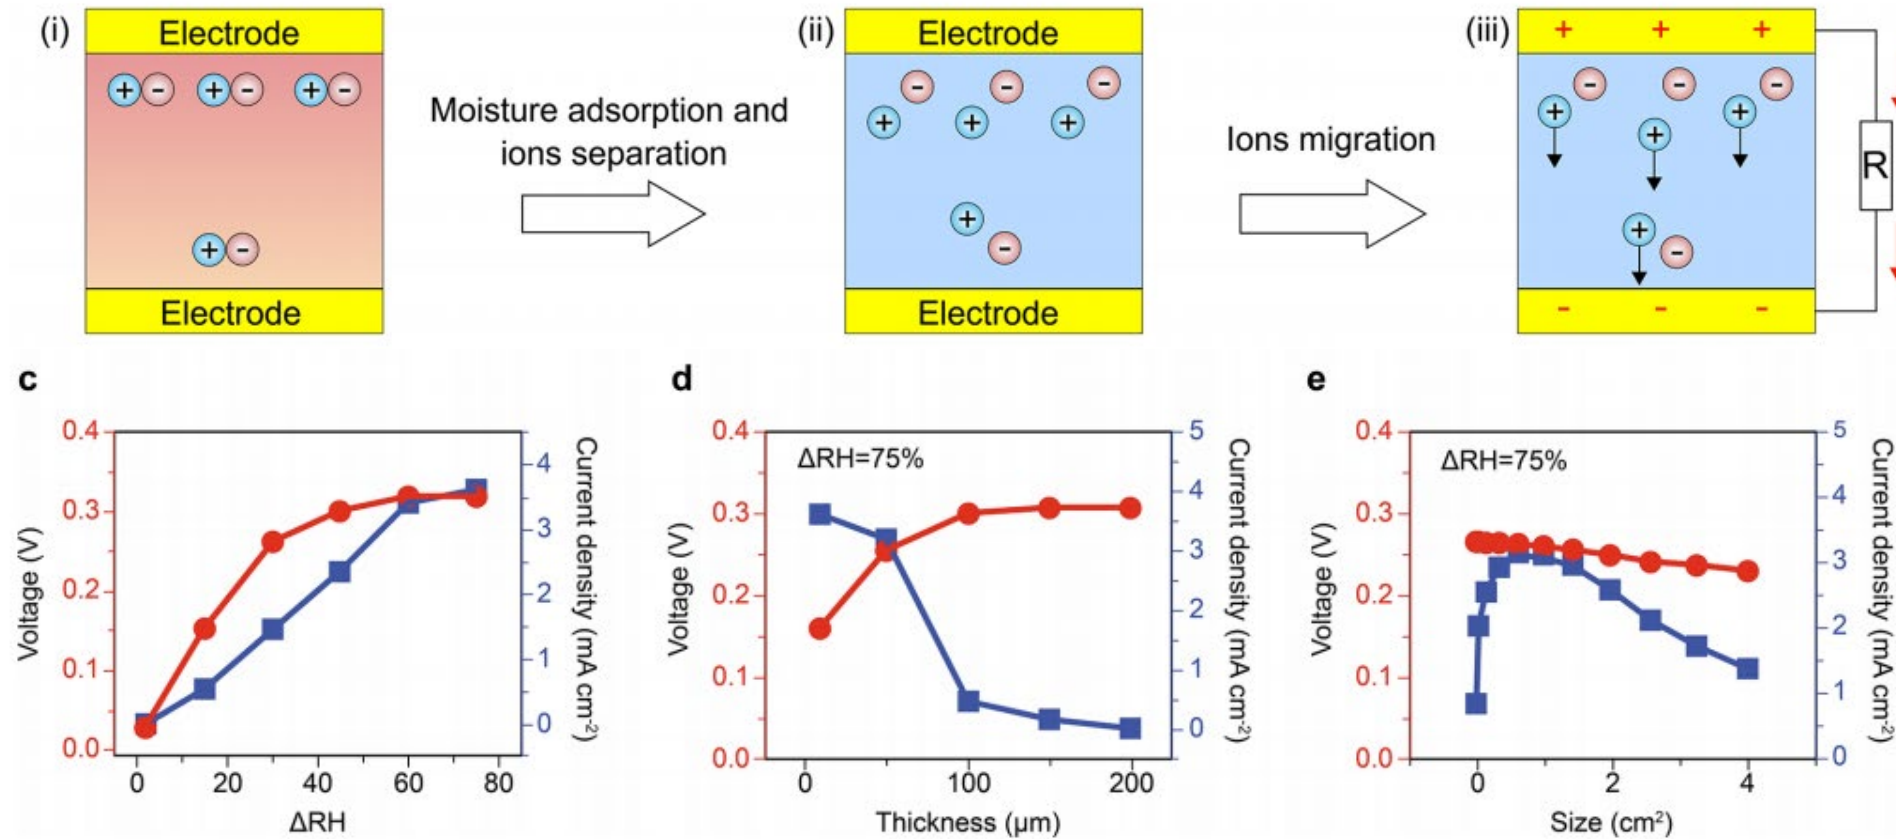 (i)
Electrode
+ - + - + -
+ -
Electrode
Moisture adsorption and
ions separation
(ii)
Electrode
- - -
+ + +
+
-
Electrode
Ions migration
(iii)
+ + +
- - -
+ + +
+ -
- - -
R
c
Voltage (V)
0.4
0.3
0.2
0.1
0.0
0 20 40 60 80
ΔRH
4
3
2
1
0
Current density (mA cm⁻²)
d
ΔRH=75%
Voltage (V)
0.4
0.3
0.2
0.1
0.0
0 100 200
Thickness (µm)
5
4
3
2
1
0
Current density (mA cm⁻²)
e
ΔRH=75%
Voltage (V)
0.4
0.3
0.2
0.1
0.0
0 2 4
Size (cm²)
5
4
3
2
1
0
Current density (mA cm⁻²)